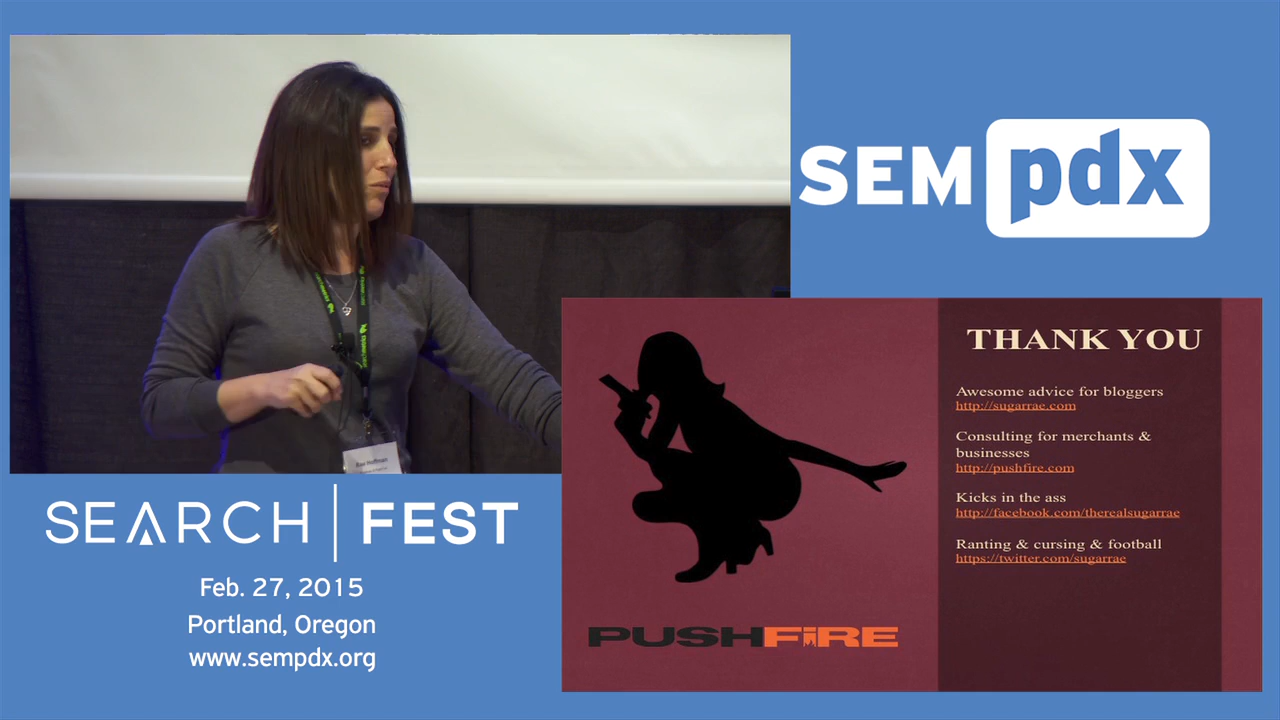 SEM pdx
THANK YOU
Awesome advice for bloggers
http://sugarrae.com
Consulting for merchants &
businesses
http://pushfire.com
Kicks in the ass
http://facebook.com/therealsugarrae
Ranting & cursing & football
https://twitter.com/sugarrae
PUSHFIRE
Rae Hoffman
SEARCH FEST
Feb. 27, 2015
Portland, Oregon
www.sempdx.org